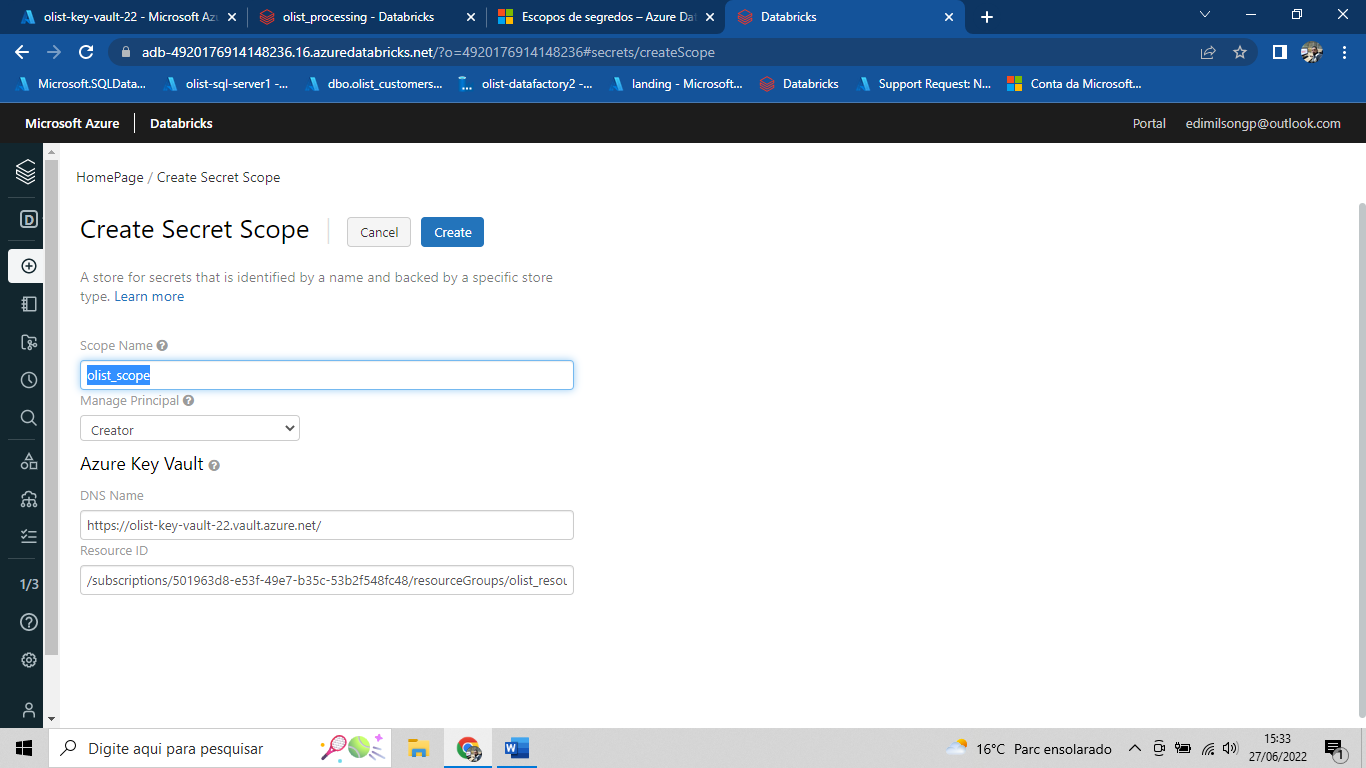 olist-key-vault-22 - Microsoft Az
olist_processing - Databricks
Escopos de segredos – Azure Da
Databricks
adb-4920176914148236.16.azuredatabricks.net/?o=4920176914148236#secrets/createScope
Microsoft.SQLData...
olist-sql-server1 -...
dbo.olist_customers...
olist-datafactory2 -...
landing - Microsoft...
Databricks
Support Request: N...
Conta da Microsoft...
Microsoft Azure
Databricks
Portal
edimilsongp@outlook.com
HomePage / Create Secret Scope
D
Create Secret Scope
Cancel
Create
A store for secrets that is identified by a name and backed by a specific store
type. Learn more
Scope Name
olist_scope
Manage Principal
Creator
Azure Key Vault
DNS Name
https://olist-key-vault-22.vault.azure.net/
Resource ID
/subscriptions/501963d8-e53f-49e7-b35c-53b2f548fc48/resourceGroups/olist_resou
1/3
Digite aqui para pesquisar
W
16°C Parc ensolarado
15:33
27/06/2022
1